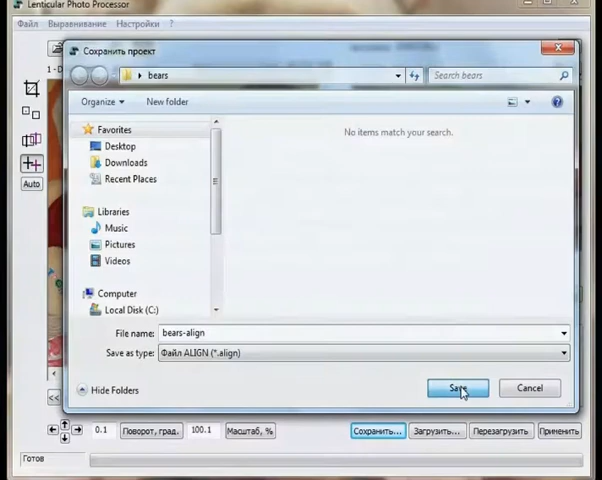 Lenticular Photo Processor
Файл Выравнивание Настройки ?
Сохранить проект
bears
Search bears
Organize
New folder
1 - D
Favorites
No items match your search.
Desktop
Downloads
Recent Places
Auto
Libraries
Music
Pictures
Videos
Computer
Local Disk (C:)
File name: bears-align
Save as type: Файл ALIGN (*.align)
<<
Hide Folders
Save
Cancel
0.1 Поворот, град. 100.1 Масштаб, % Сохранить... Загрузить... Перезагрузить Применить
Готов